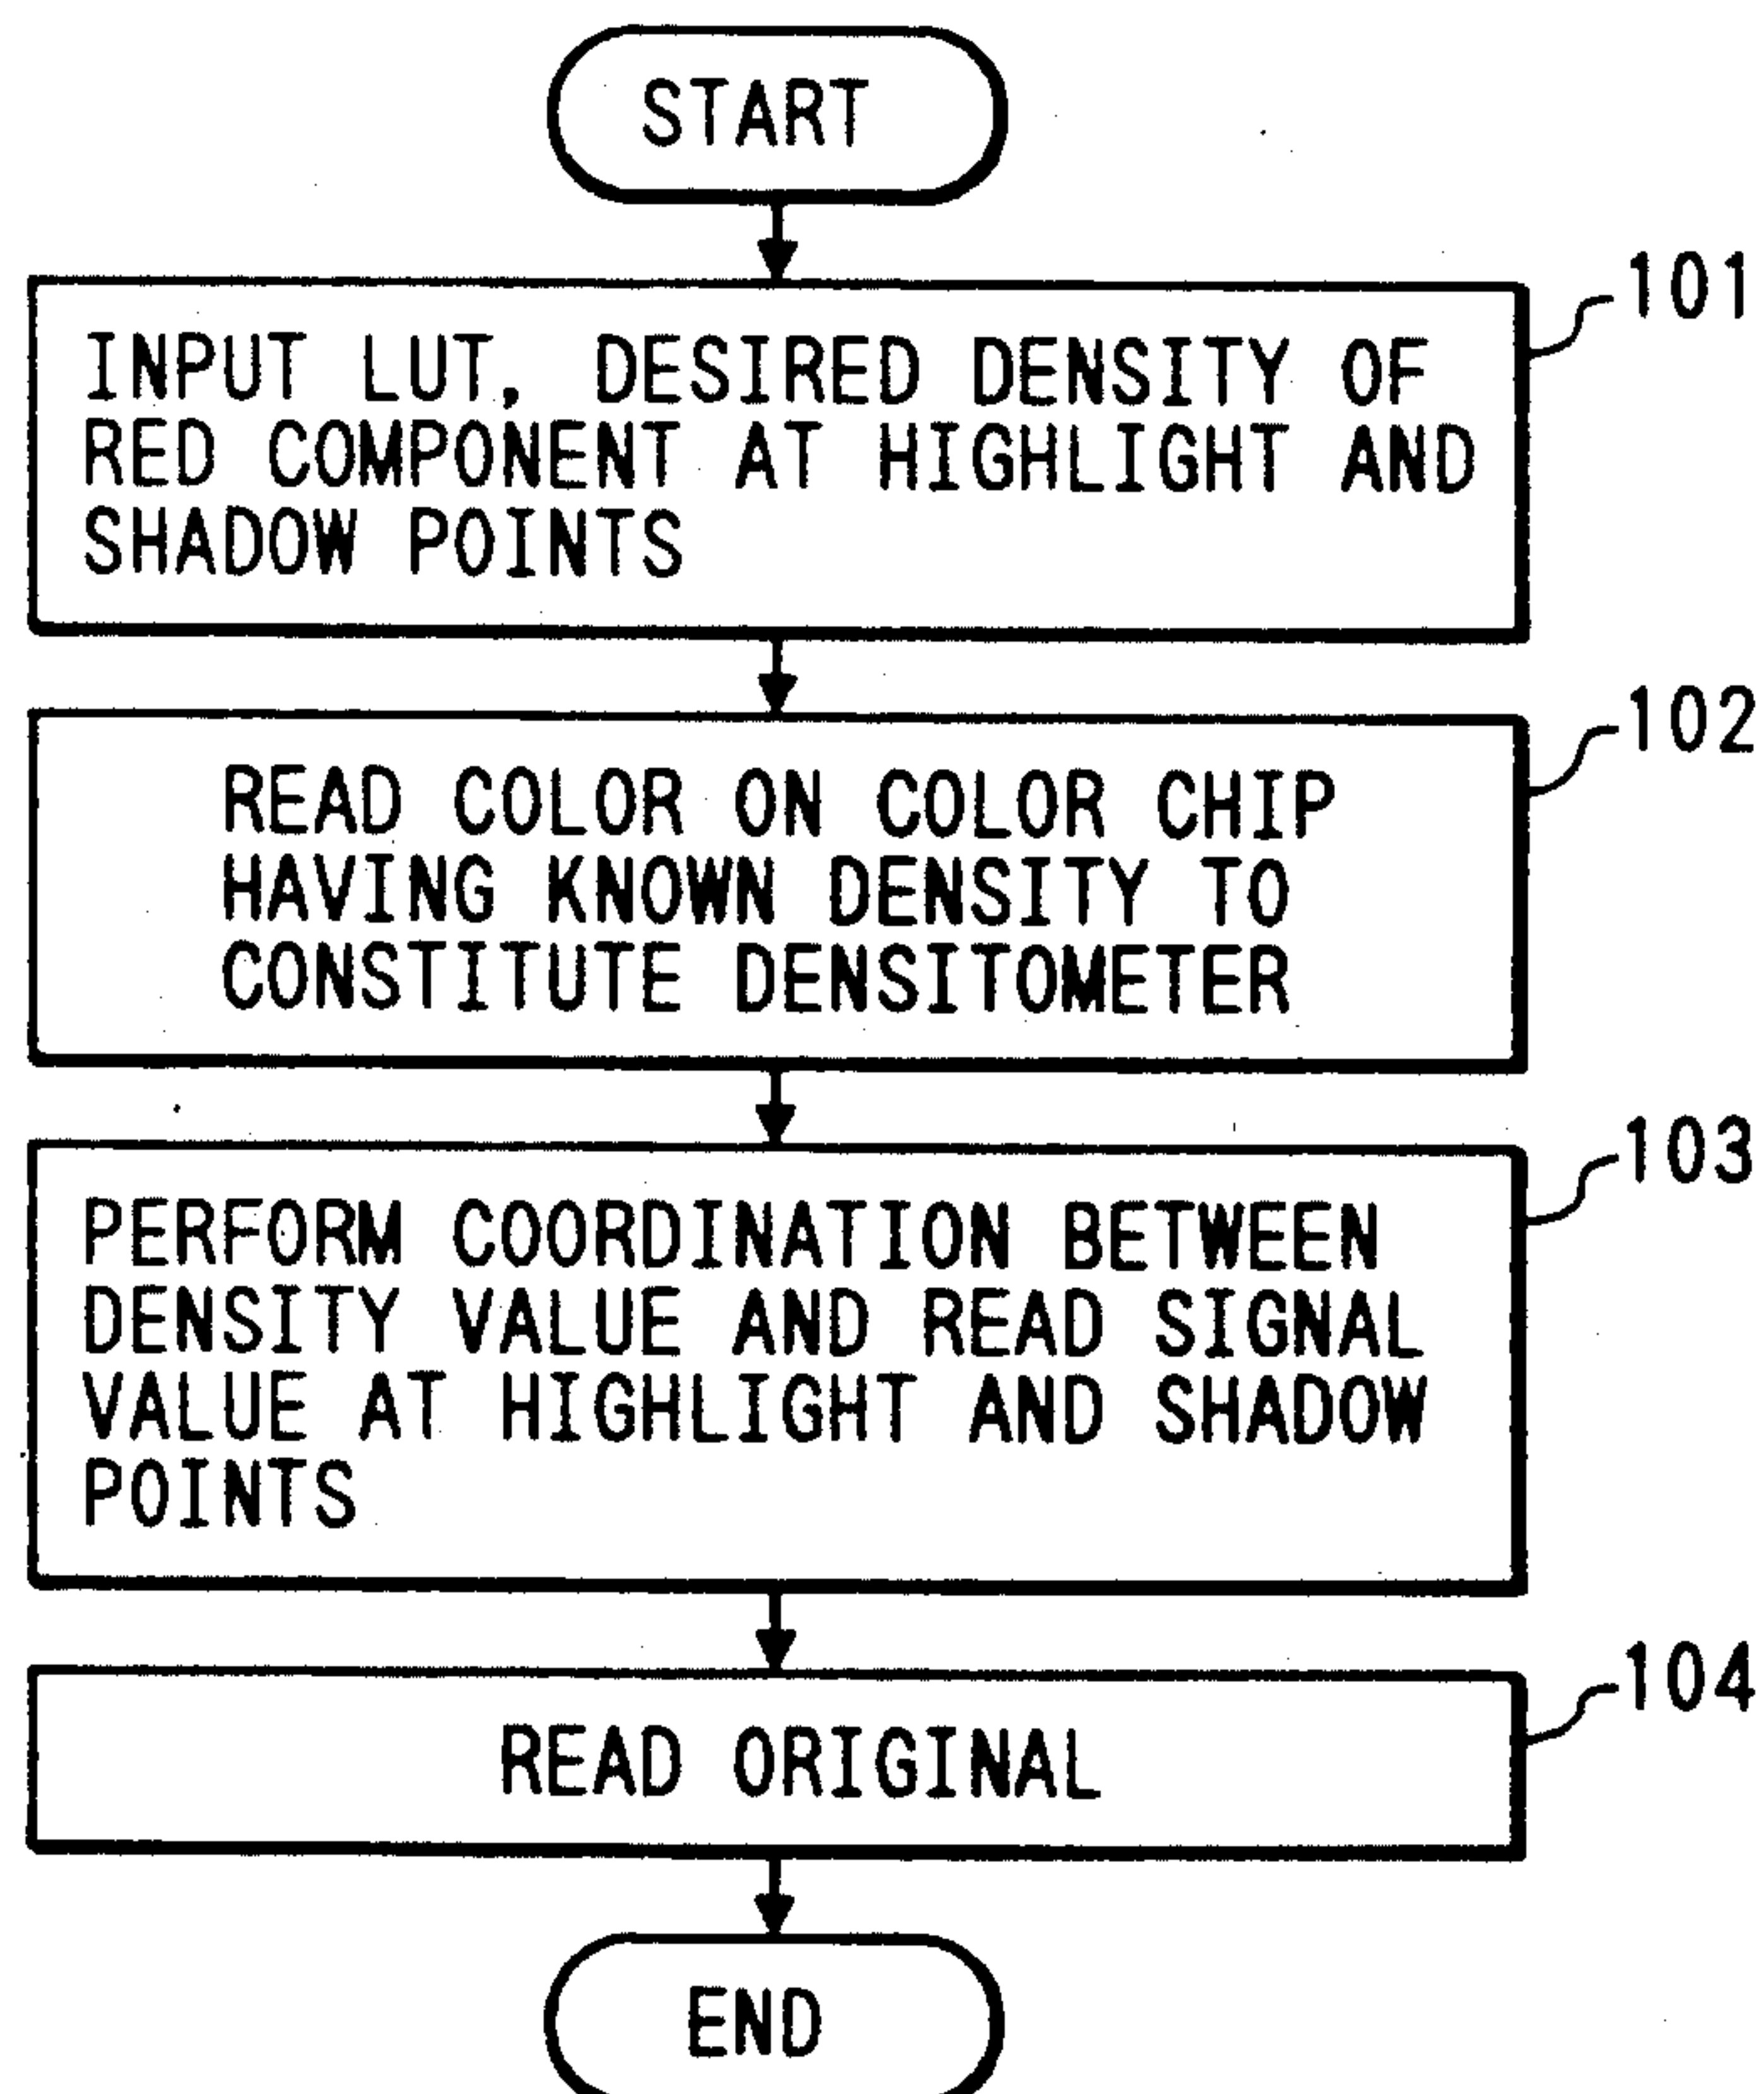 START
101
INPUT LUT, DESIRED DENSITY OF
RED COMPONENT AT HIGHLIGHT AND
SHADOW POINTS
102
READ COLOR ON COLOR CHIP
HAVING KNOWN DENSITY TO
CONSTITUTE DENSITOMETER
103
PERFORM COORDINATION BETWEEN
DENSITY VALUE AND READ SIGNAL
VALUE AT HIGHLIGHT AND SHADOW
POINTS
104
READ ORIGINAL
END